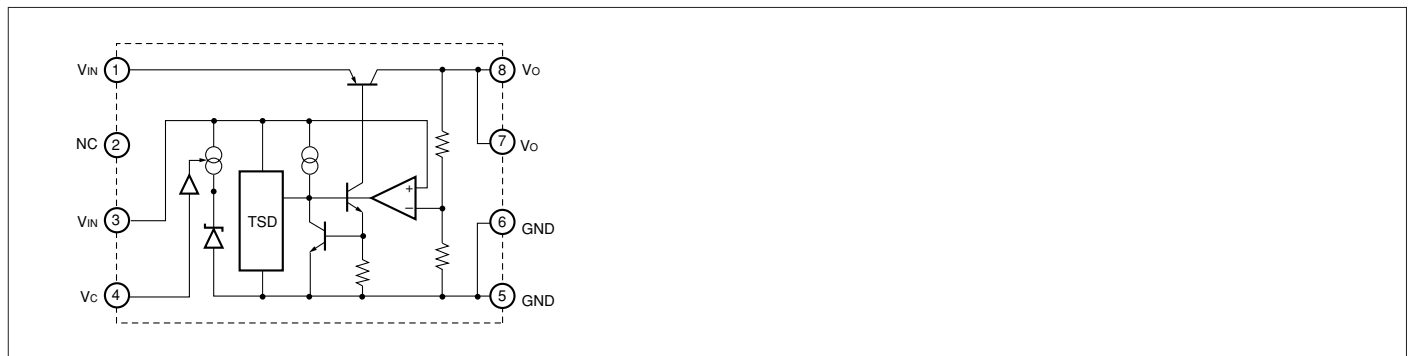 VIN 1
8 VO
NC 2
7 VO
+
−
VIN 3
TSD
6 GND
VC 4
5 GND